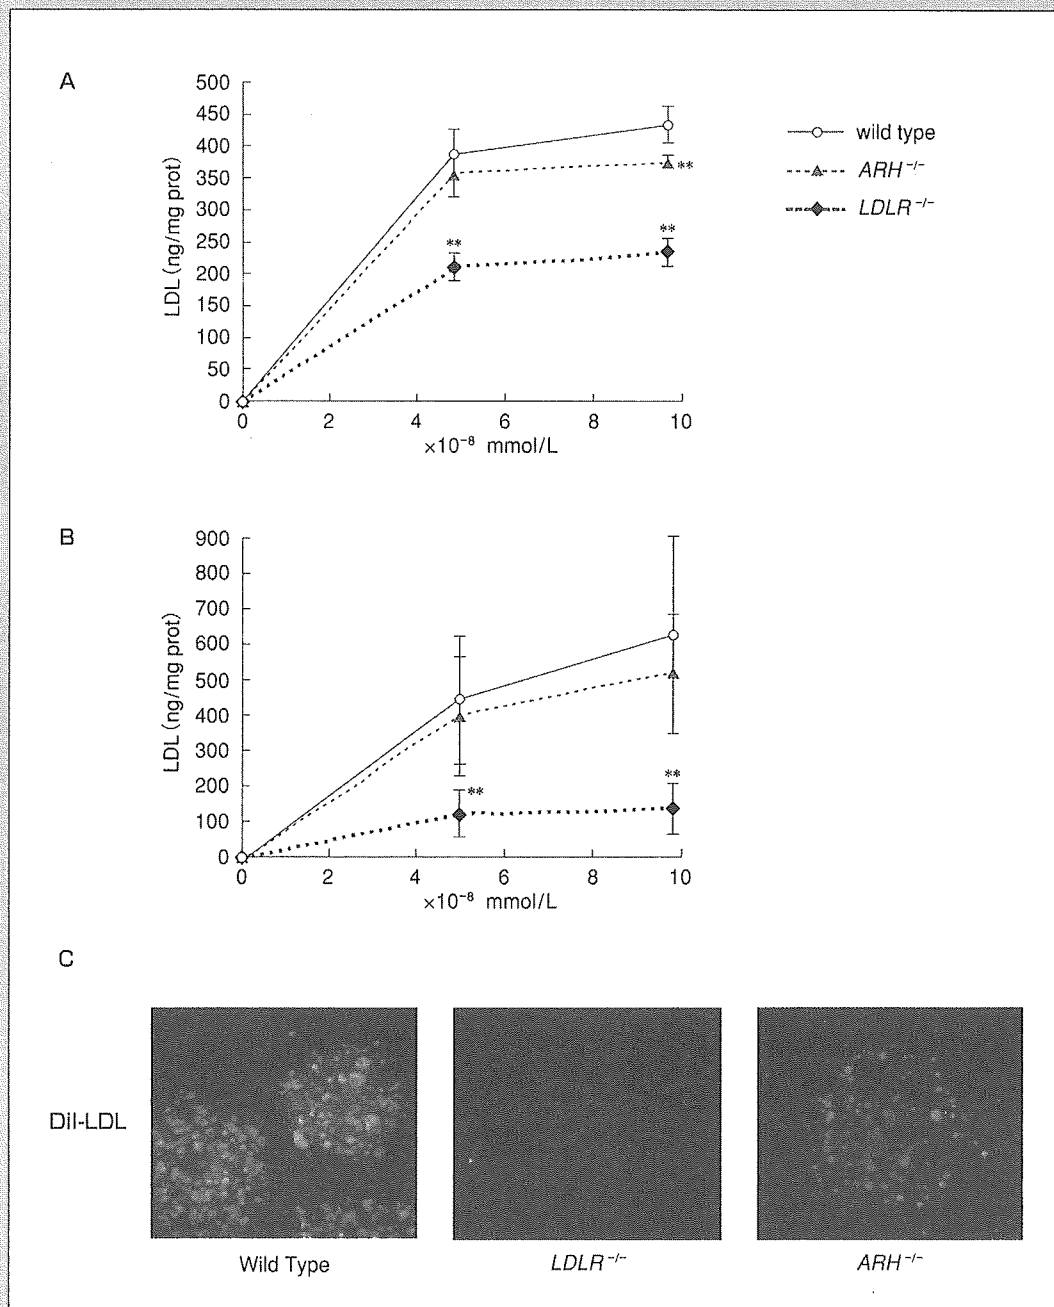 A
500
450
400
350
300
250
200
150
100
50
0
LDL (ng/mg prot)
**
**
**
0 2 4 6 8 10
×10⁻⁸ mmol/L
wild type
ARH⁻/⁻
LDLR⁻/⁻
B
900
800
700
600
500
400
300
200
100
0
LDL (ng/mg prot)
**
**
0 2 4 6 8 10
×10⁻⁸ mmol/L
C
DiI-LDL
Wild Type
LDLR⁻/⁻
ARH⁻/⁻